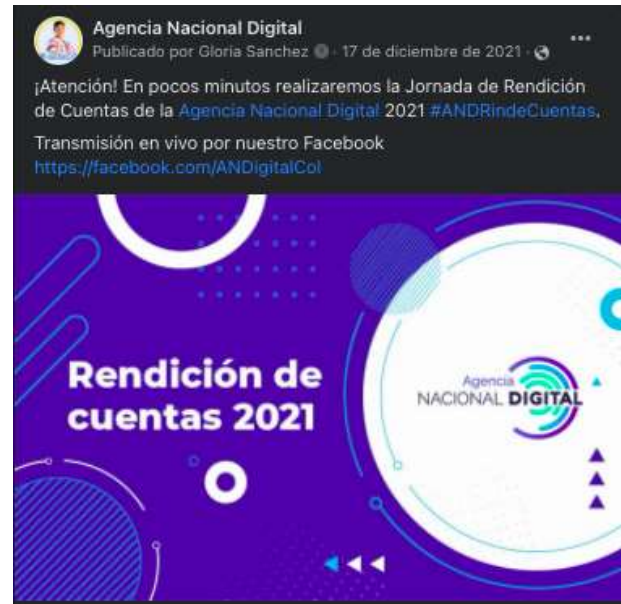 Agencia Nacional Digital
Publicado por Gloria Sanchez · 17 de diciembre de 2021 ·
¡Atención! En pocos minutos realizaremos la Jornada de Rendición
de Cuentas de la Agencia Nacional Digital 2021 #ANDRindeCuentas.
Transmisión en vivo por nuestro Facebook
https://facebook.com/ANDigitalCol
Rendición de
cuentas 2021
Agencia
NACIONAL DIGITAL